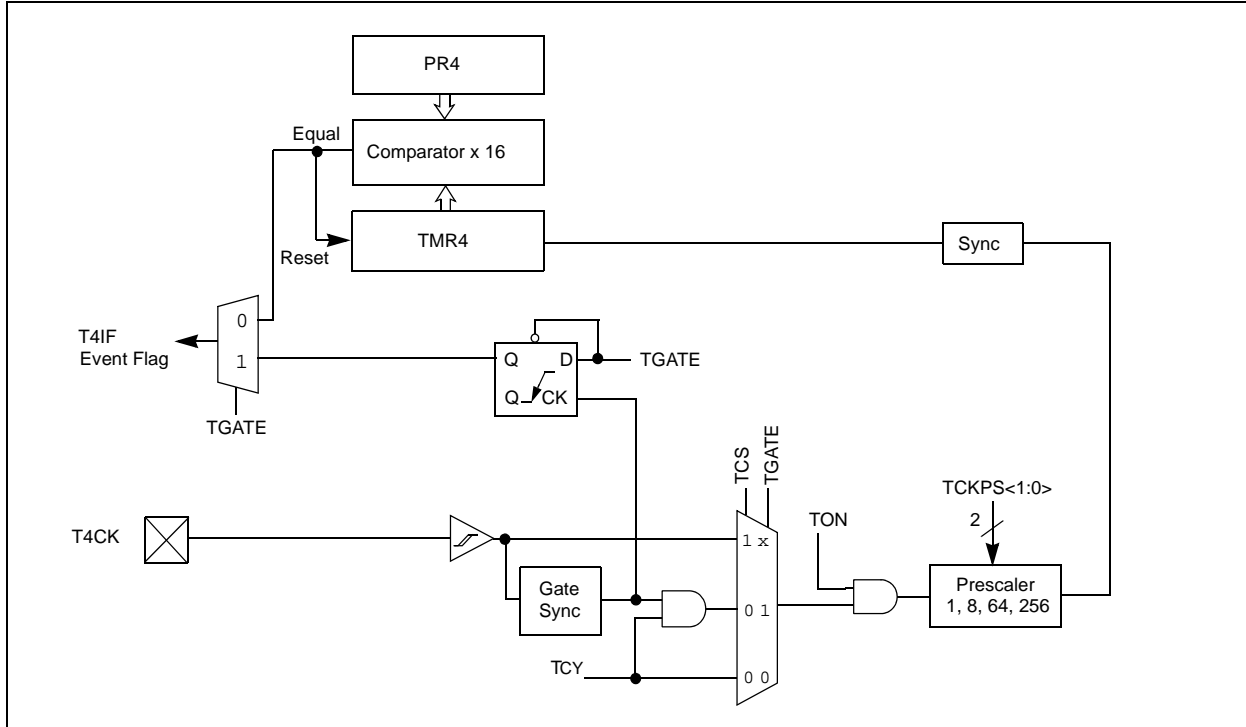 PR4
Equal
Comparator x 16
TMR4
Sync
Reset
0
T4IF
Event Flag
1
Q
D
TGATE
Q
CK
TGATE
TCS
TGATE
TCKPS<1:0>
2
TON
T4CK
1 x
Prescaler
1, 8, 64, 256
Gate
Sync
0 1
TCY
0 0